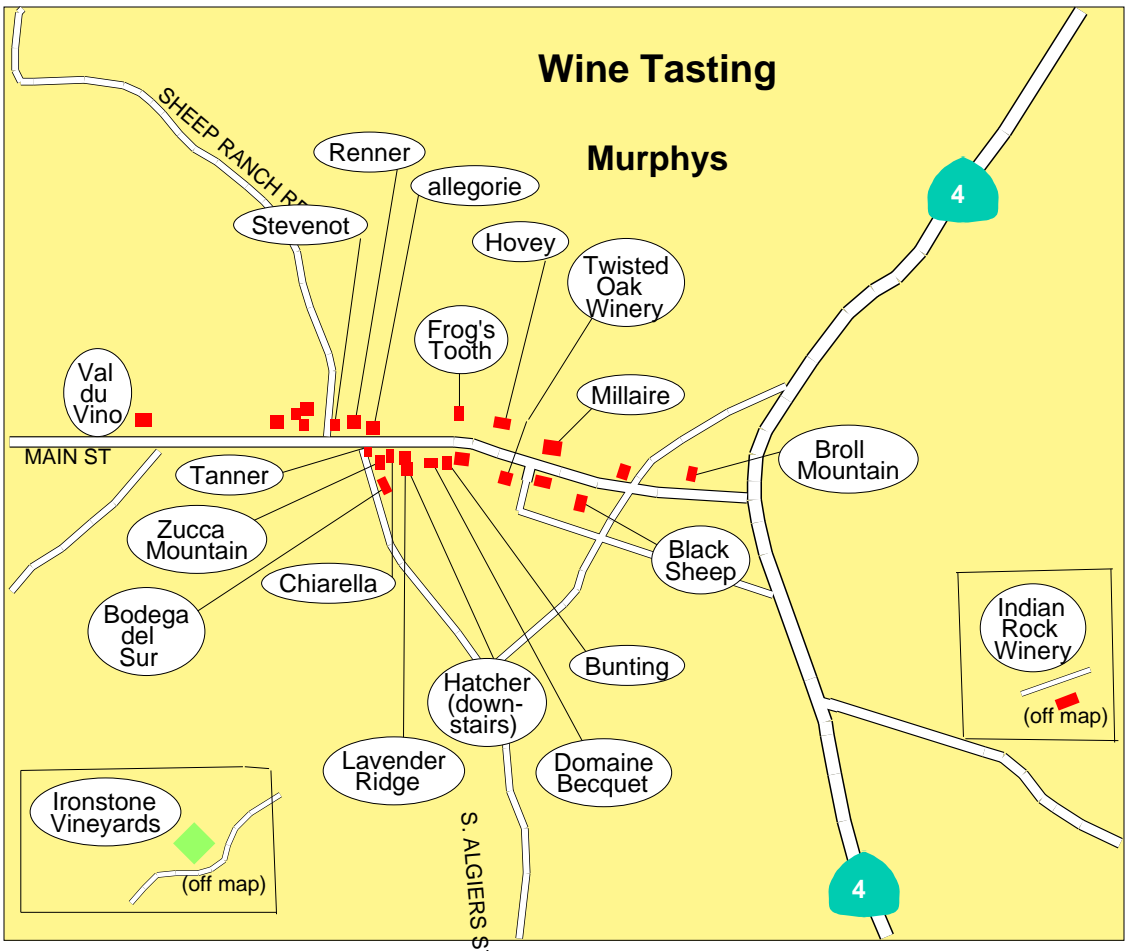 Wine Tasting
Murphys
SHEEP RANCH RD
Renner
allegorie
Stevenot
Hovey
Twisted
Oak
Winery
4
Frog's
Tooth
Val
du
Vino
Millaire
MAIN ST
Broll
Mountain
Tanner
Zucca
Mountain
Chiarella
Black
Sheep
Bodega
del
Sur
Indian
Rock
Winery
(off map)
Bunting
Hatcher
(down-
stairs)
Lavender
Ridge
Domaine
Becquet
Ironstone
Vineyards
(off map)
S. ALGIERS S
4